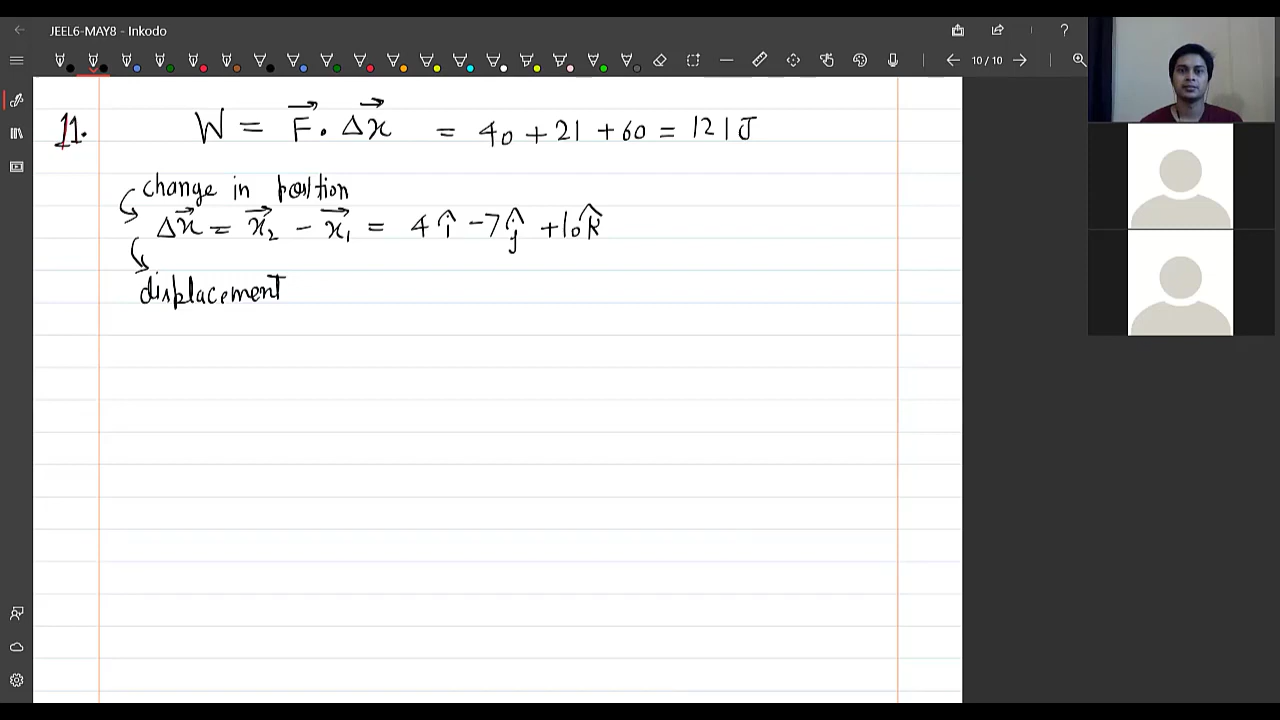 JEEL6-MAY8 - Inkodo
10 / 10
11. W = F⃗ · Δx⃗ = 40 + 21 + 60 = 121J
change in position
Δx⃗ = x⃗₂ − x⃗₁ = 4î −7ĵ +10k̂
displacement